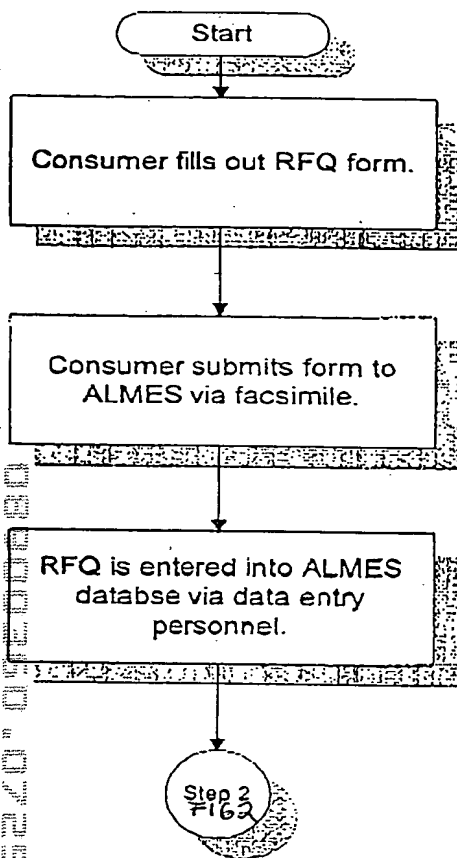 Start
Consumer fills out RFQ form.
Consumer submits form to
ALMES via facsimile.
RFQ is entered into ALMES
databse via data entry
personnel.
Step 2
FIG2